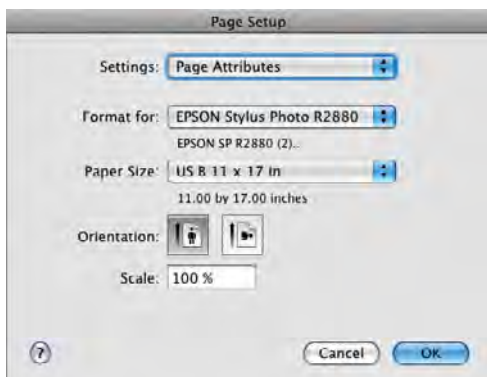 Page Setup
Settings: Page Attributes
Format for: EPSON Stylus Photo R2880
EPSON SP R2880 (2)..
Paper Size: US B 11 x 17 in
11.00 by 17.00 inches
Orientation:
Scale: 100 %
? Cancel OK